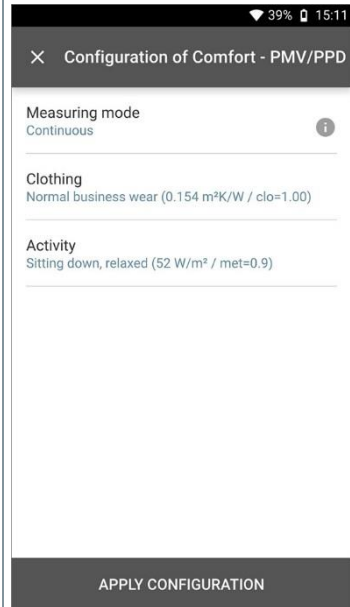 39% 15:11
Configuration of Comfort - PMV/PPD
Measuring mode
Continuous
Clothing
Normal business wear (0.154 m²K/W / clo=1.00)
Activity
Sitting down, relaxed (52 W/m² / met=0.9)
APPLY CONFIGURATION